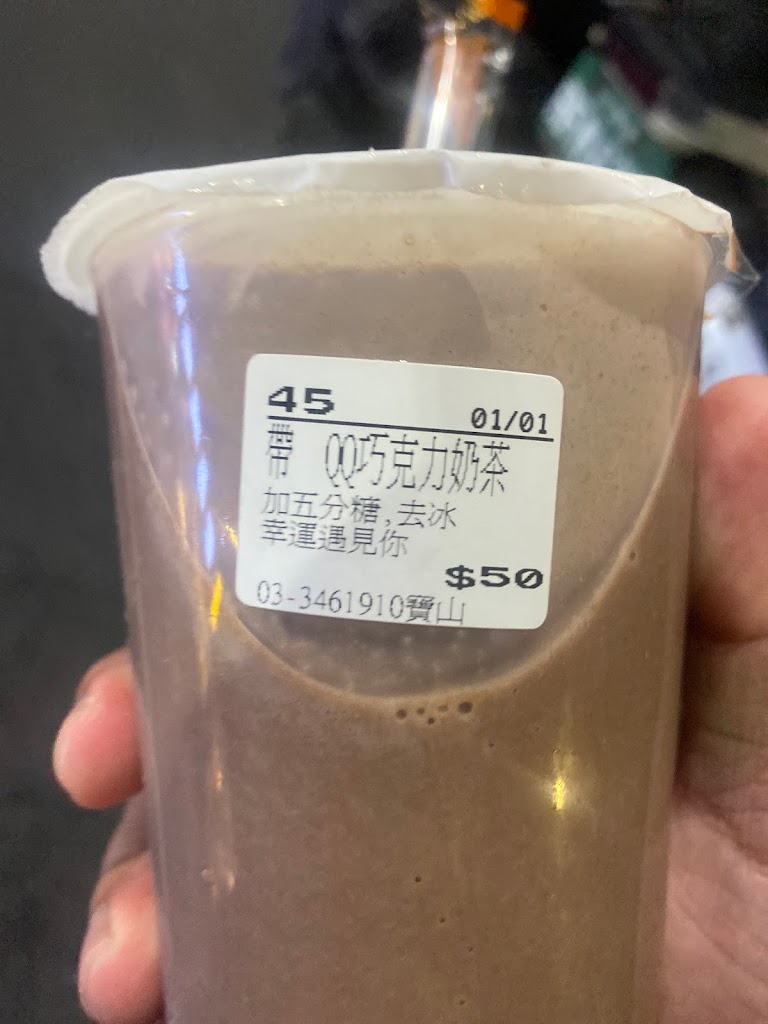 45 01/01
帶 QQ巧克力奶茶
加五分糖,去冰
幸運遇見你
$50
03-3461910寶山